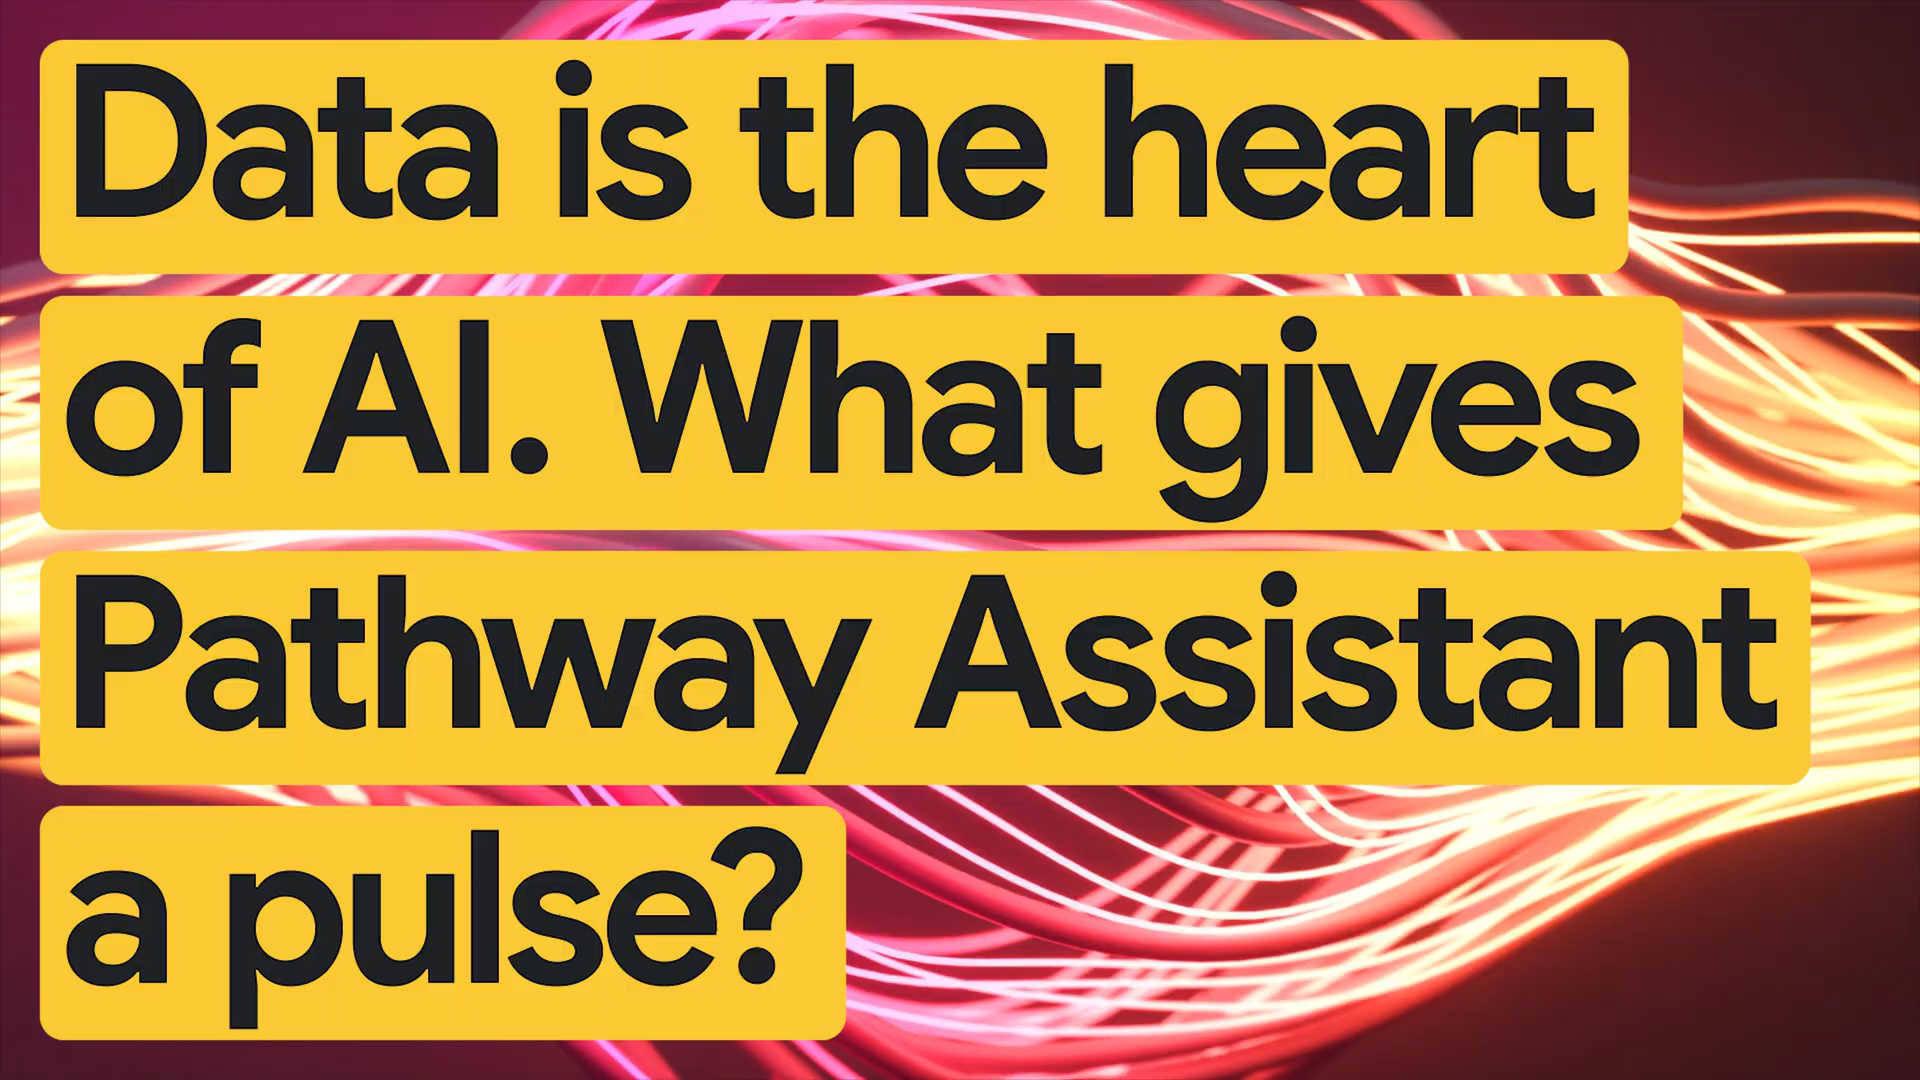 Data is the heart
of AI. What gives
Pathway Assistant
a pulse?